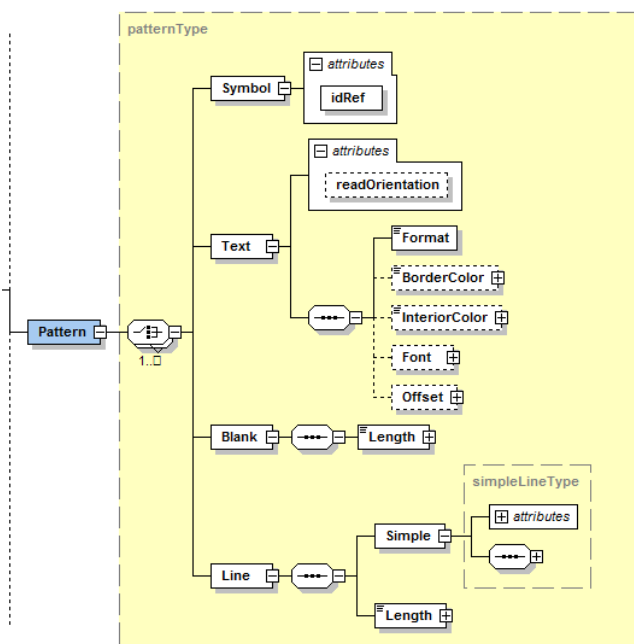 patternType
attributes
Symbol
idRef
attributes
readOrientation
Text
Format
BorderColor
InteriorColor
Pattern
1..□
Font
Offset
Blank
Length
simpleLineType
attributes
Simple
Line
Length